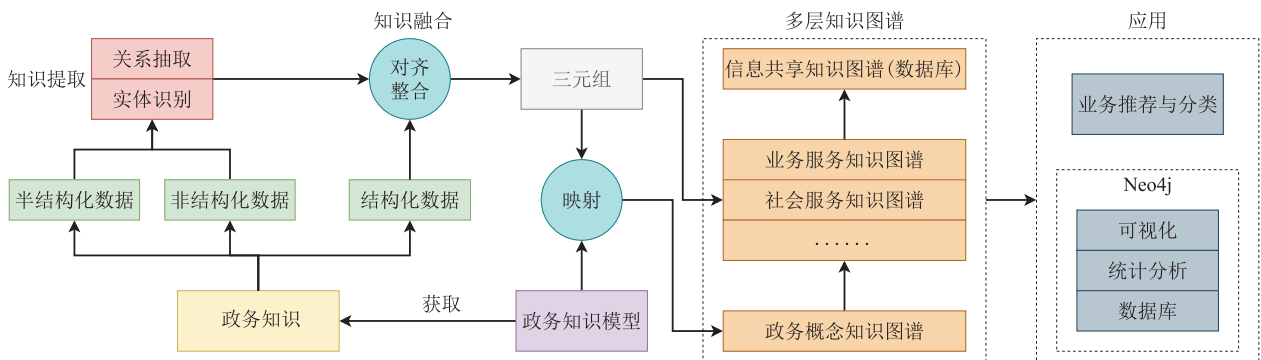 知识融合
多层知识图谱
应用
知识提取
关系抽取
实体识别
对齐
整合
三元组
信息共享知识图谱(数据库)
业务推荐与分类
半结构化数据
非结构化数据
结构化数据
映射
业务服务知识图谱
社会服务知识图谱
......
Neo4j
可视化
统计分析
数据库
政务知识
获取
政务知识模型
政务概念知识图谱